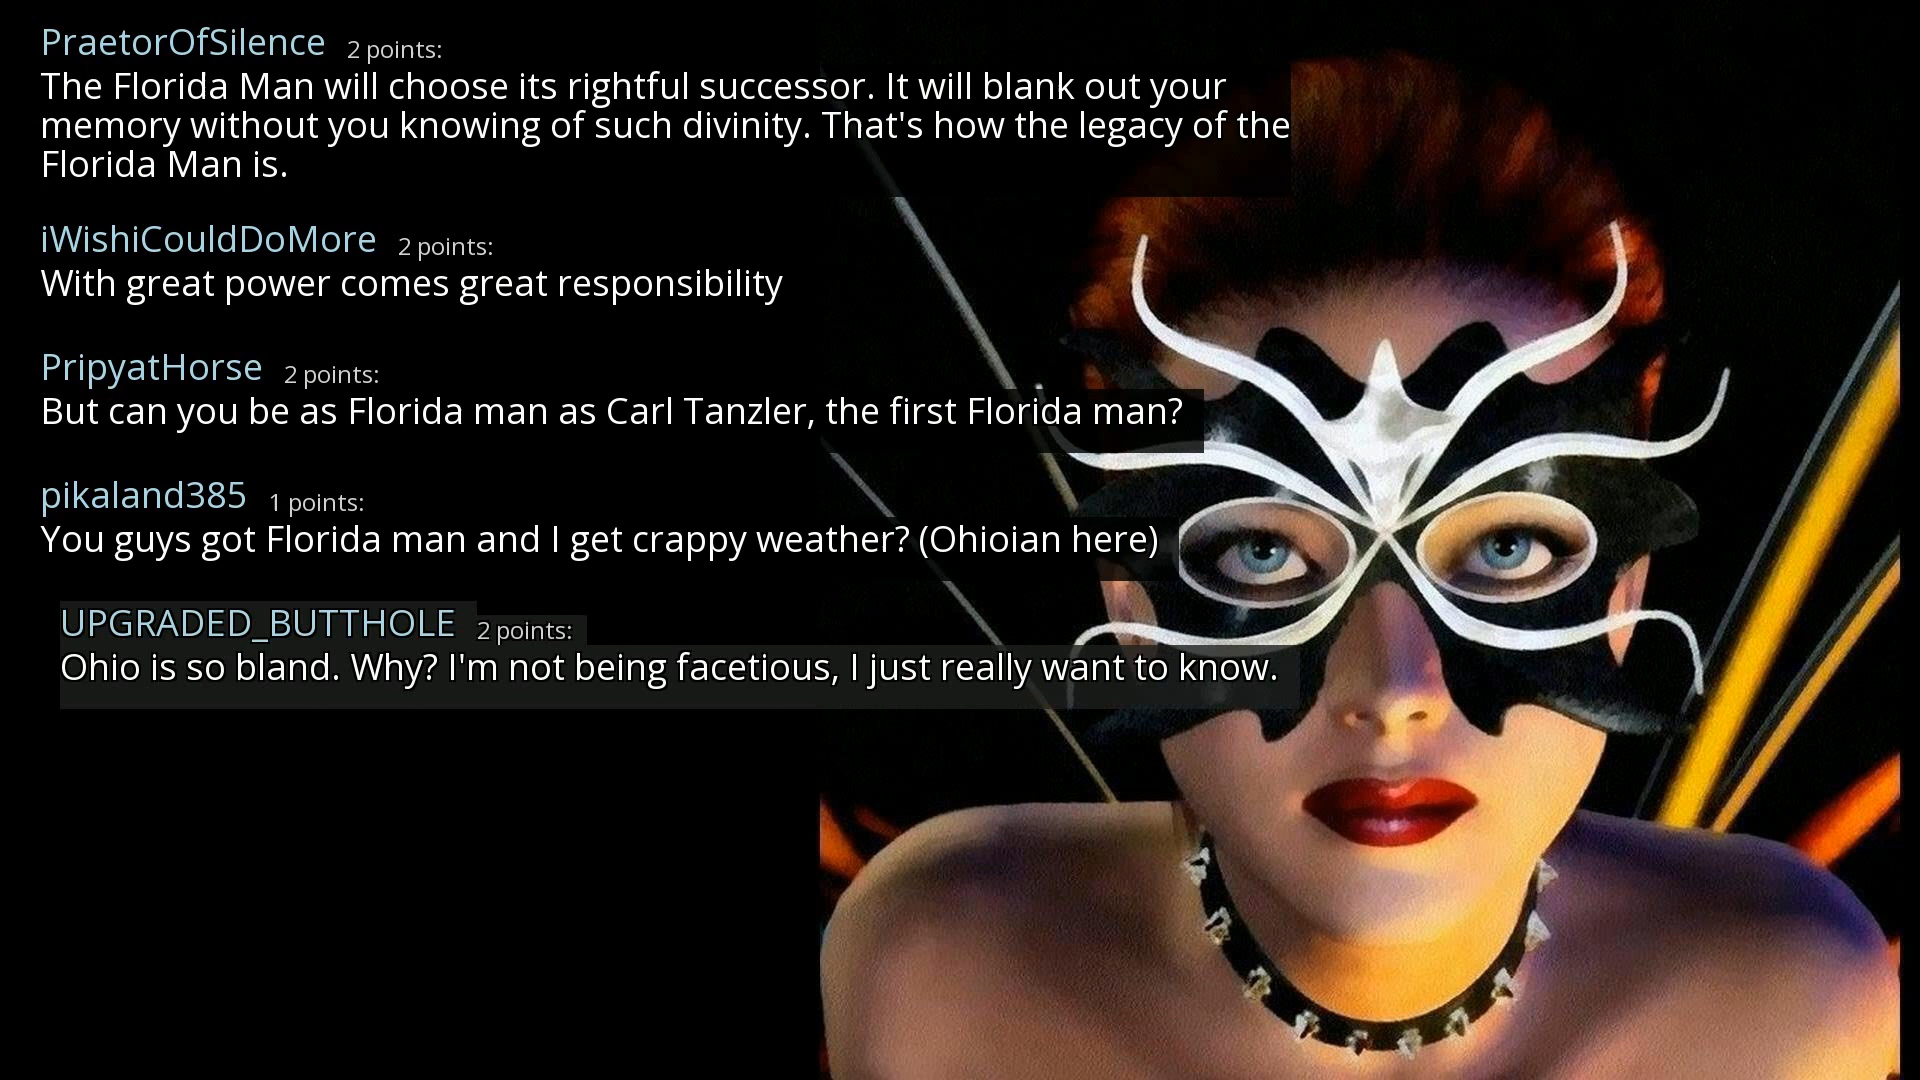 PraetorOfSilence 2 points:
The Florida Man will choose its rightful successor. It will blank out your
memory without you knowing of such divinity. That's how the legacy of the
Florida Man is.
iWishiCouldDoMore 2 points:
With great power comes great responsibility
PripyatHorse 2 points:
But can you be as Florida man as Carl Tanzler, the first Florida man?
pikaland385 1 points:
You guys got Florida man and I get crappy weather? (Ohioian here)
UPGRADED_BUTTHOLE 2 points:
Ohio is so bland. Why? I'm not being facetious, I just really want to know.